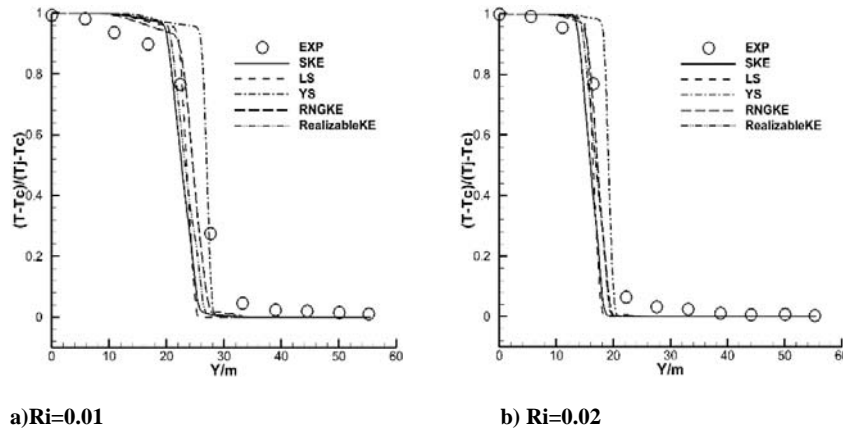 1
0.8
0.6
0.4
0.2
0
(T-Tc)/(Tj-Tc)
EXP
SKE
LS
YS
RNGKE
RealizableKE
0 10 20 30 40 50 60
Y/m
1
0.8
0.6
0.4
0.2
0
(T-Tc)/(Tj-Tc)
EXP
SKE
LS
YS
RNGKE
RealizableKE
0 10 20 30 40 50 60
Y/m
a)Ri=0.01
b) Ri=0.02